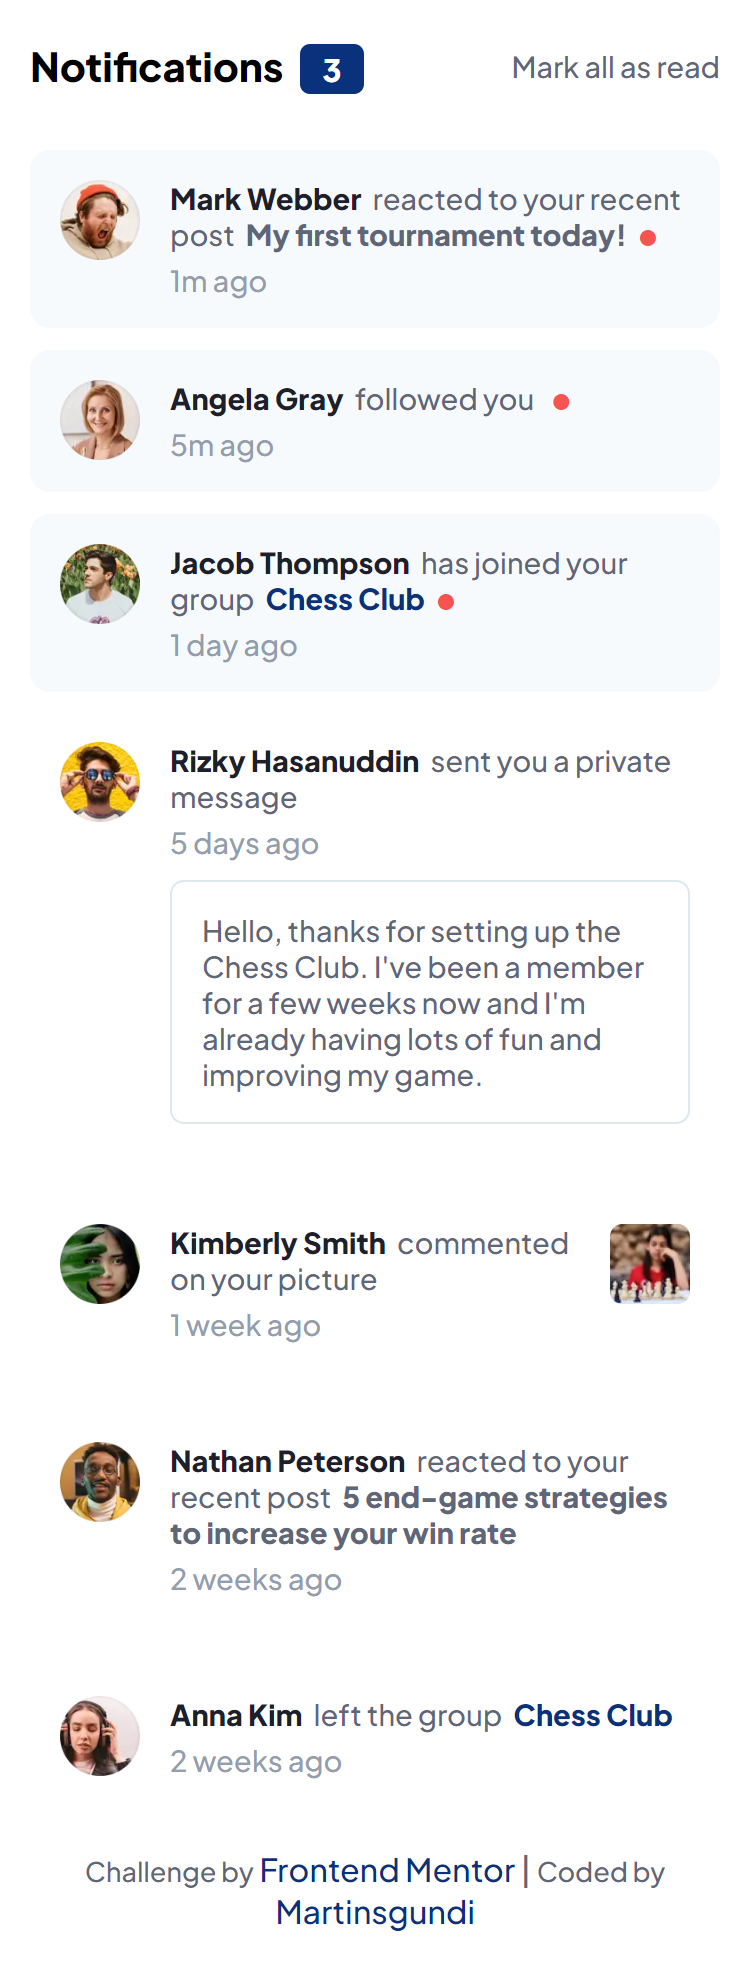 Notifications 3 Mark all as read
Mark Webber reacted to your recent
post My first tournament today!
1m ago
Angela Gray followed you
5m ago
Jacob Thompson has joined your
group Chess Club
1 day ago
Rizky Hasanuddin sent you a private
message
5 days ago
Hello, thanks for setting up the
Chess Club. I've been a member
for a few weeks now and I'm
already having lots of fun and
improving my game.
Kimberly Smith commented
on your picture
1 week ago
Nathan Peterson reacted to your
recent post 5 end-game strategies
to increase your win rate
2 weeks ago
Anna Kim left the group Chess Club
2 weeks ago
Challenge by Frontend Mentor | Coded by
Martinsgundi